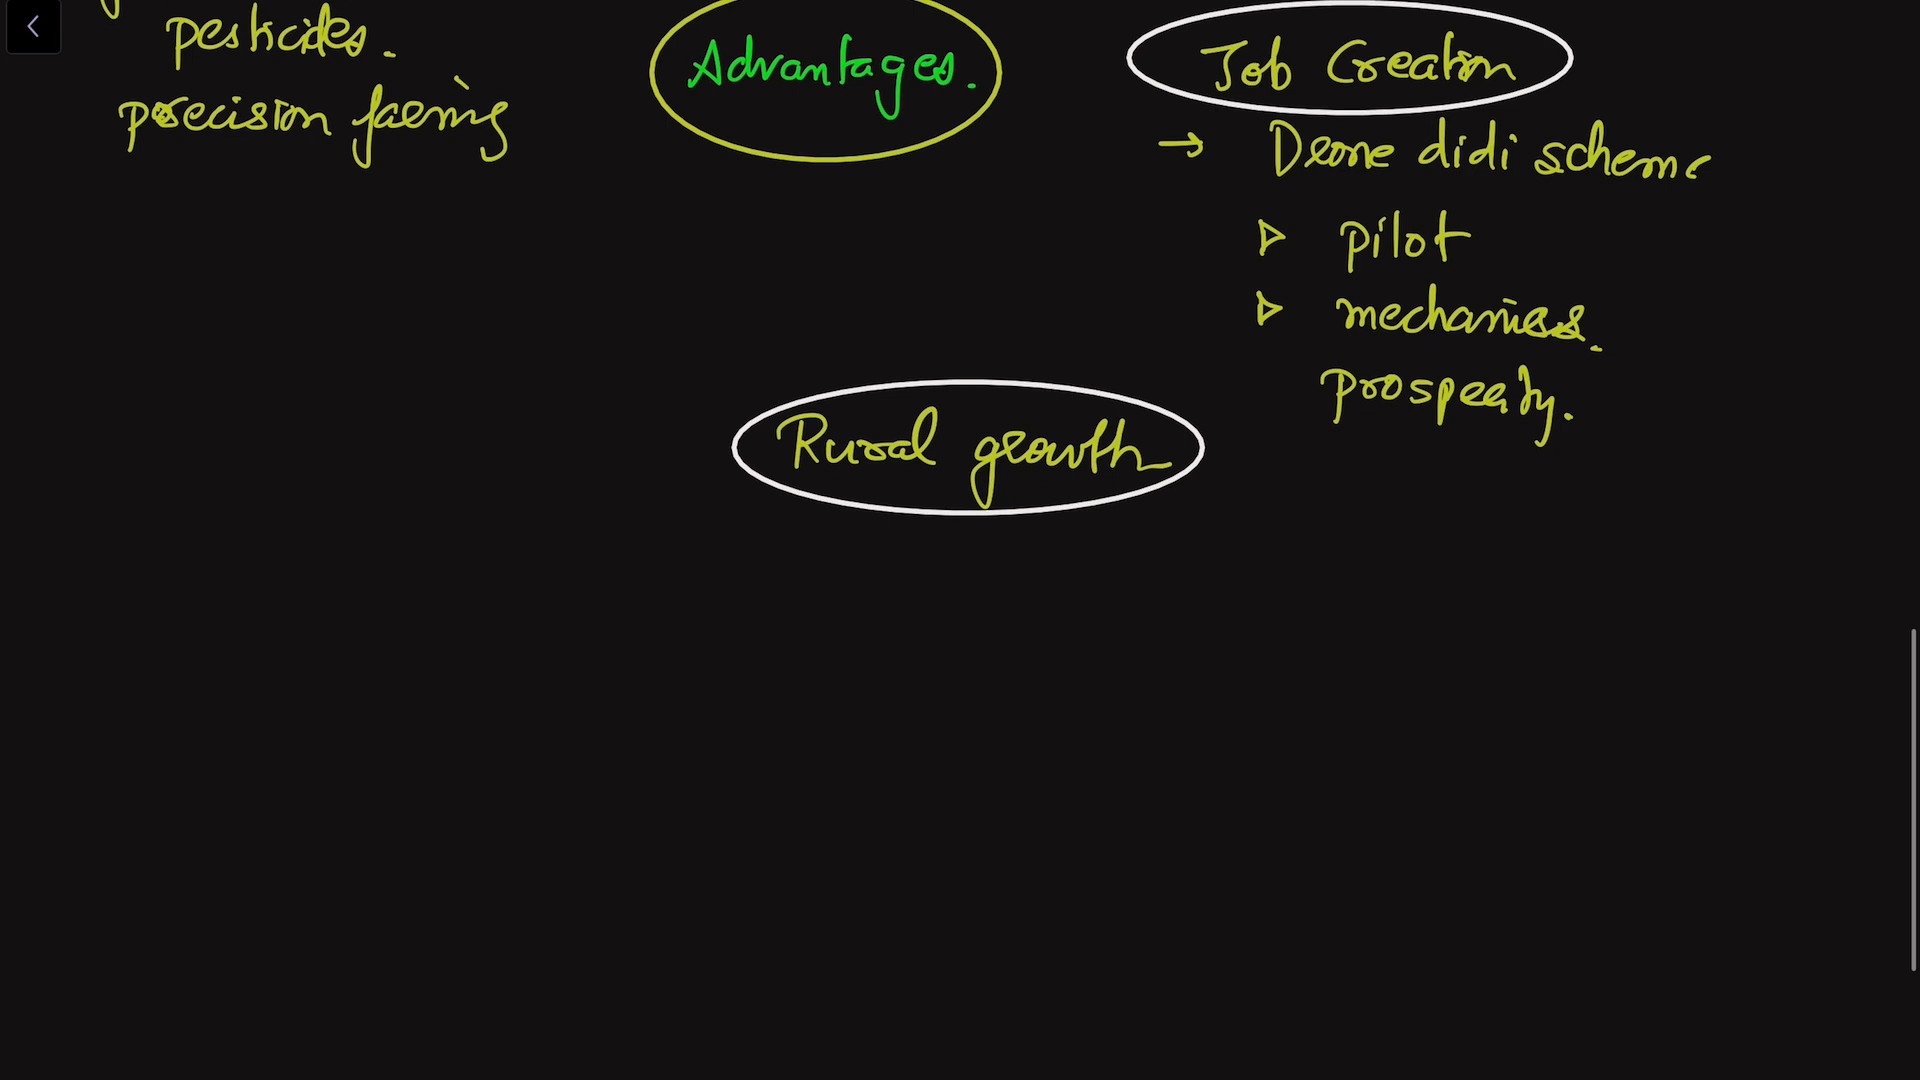 pesticides.
precision farming
Advantages.
Job Creation
→ Drone didi scheme
▷ pilot
▷ mechanics.
prosperity.
Rural growth